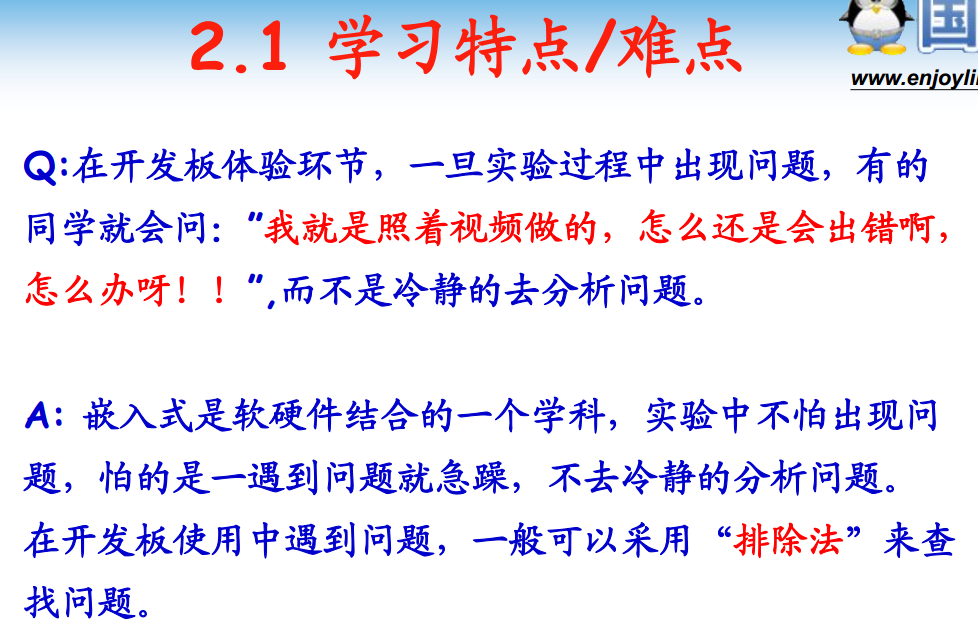 2.1 学习特点/难点
国
www.enjoyli
Q:在开发板体验环节，一旦实验过程中出现问题，有的
同学就会问："我就是照着视频做的，怎么还是会出错啊，
怎么办呀！！",而不是冷静的去分析问题。
A: 嵌入式是软硬件结合的一个学科，实验中不怕出现问
题，怕的是一遇到问题就急躁，不去冷静的分析问题。
在开发板使用中遇到问题，一般可以采用“排除法”来查
找问题。